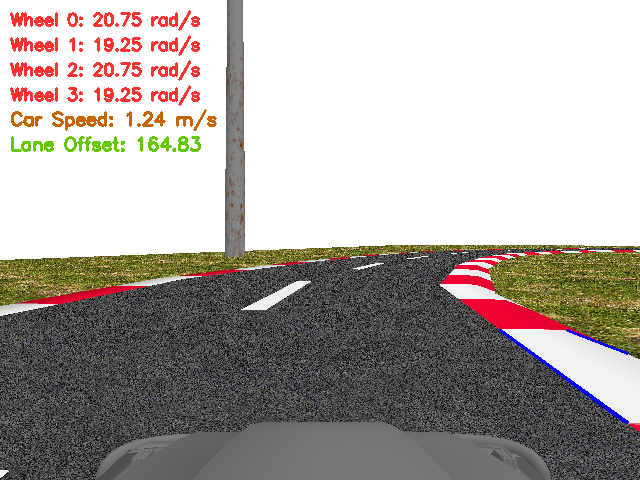 Wheel 0: 20.75 rad/s
Wheel 1: 19.25 rad/s
Wheel 2: 20.75 rad/s
Wheel 3: 19.25 rad/s
Car Speed: 1.24 m/s
Lane Offset: 164.83